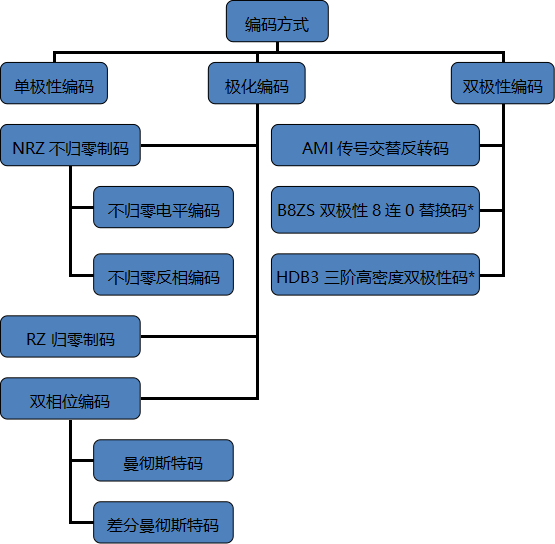 编码方式
单极性编码
极化编码
双极性编码
NRZ 不归零制码
不归零电平编码
不归零反相编码
RZ 归零制码
双相位编码
曼彻斯特码
差分曼彻斯特码
AMI 传号交替反转码
B8ZS 双极性 8 连 0 替换码*
HDB3 三阶高密度双极性码*